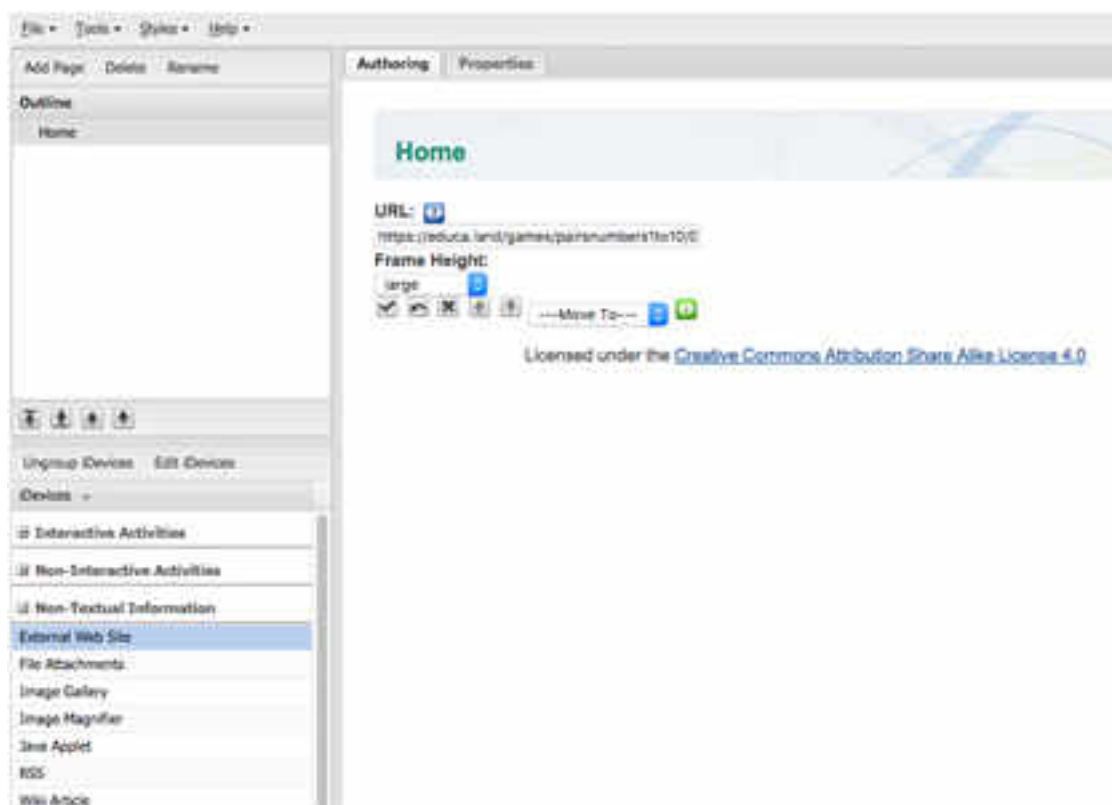 File Tools Styles Help
Add Page Delete Rename
Outline
Home
Authoring Properties
Home
URL:
https://educa.land/games/pairsnumbers1to10/0
Frame Height:
large
---Move To---
Licensed under the Creative Commons Attribution Share Alike License 4.0
Ungroup iDevices Edit iDevices
iDevices
Interactive Activities
Non-Interactive Activities
Non-Textual Information
External Web Site
File Attachments
Image Gallery
Image Magnifier
Java Applet
RSS
Wiki Article